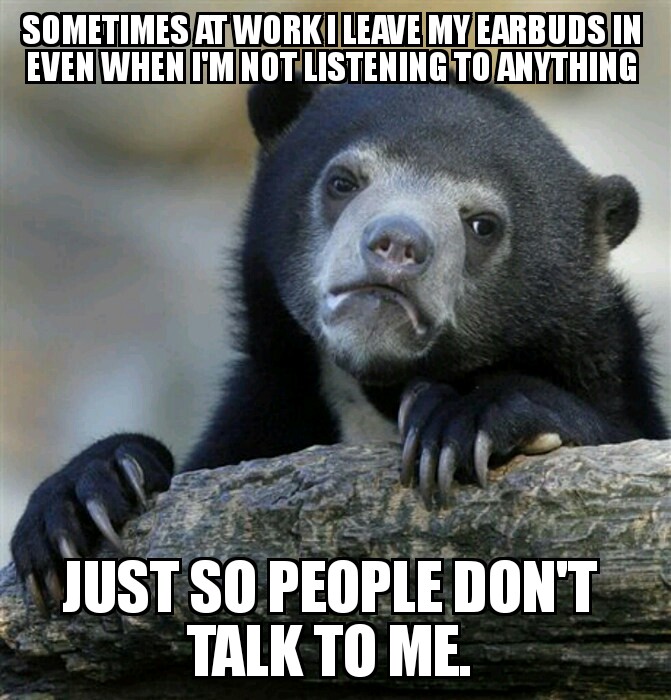 SOMETIMES AT WORK I LEAVE MY EARBUDS IN
EVEN WHEN I'M NOT LISTENING TO ANYTHING
JUST SO PEOPLE DON'T
TALK TO ME.